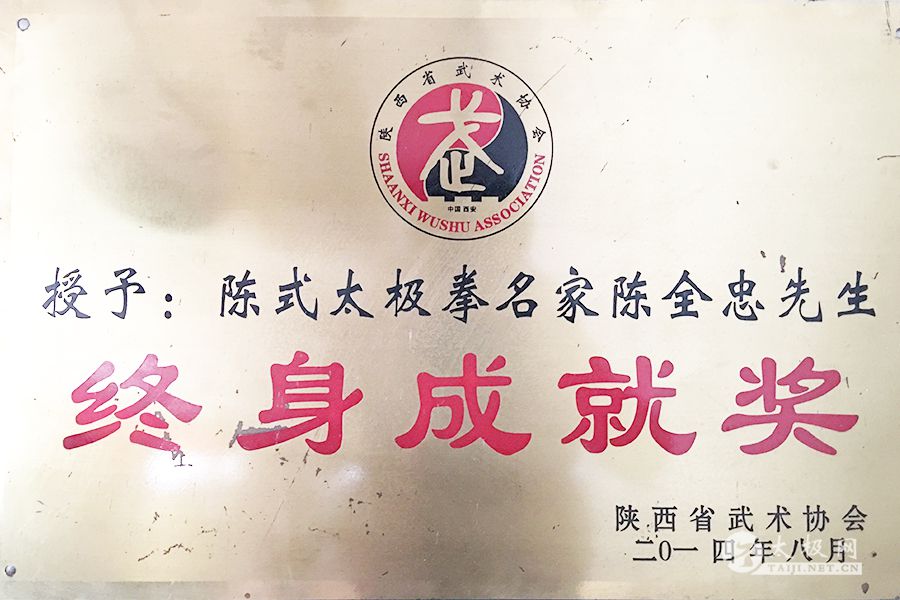 陕西省武术协会
中国 西安
SHAANXI WUSHU ASSOCIATION
授予：陈式太极拳名家陈全忠先生
终身成就奖
陕西省武术协会
二〇一四年八月
太极网
TAIJI.NET.CN